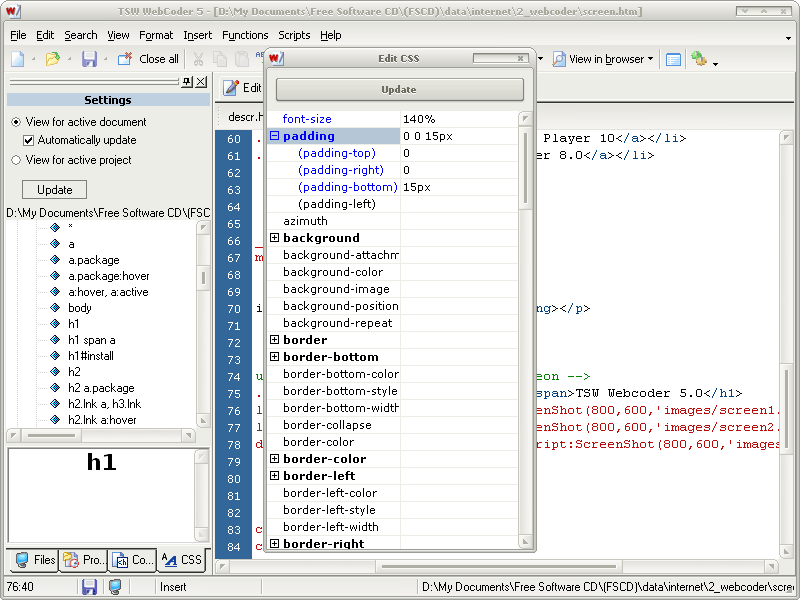 TSW WebCoder 5 - [D:\My Documents\Free Software CD\(FSCD)\data\internet\2_webcoder\screen.htm]
File Edit Search View Format Insert Functions Scripts Help
Close all
View in browser
Settings
View for active document
Automatically update
View for active project
Update
D:\My Documents\Free Software CD\(FSC
*
a
a.package
a.package:hover
a:hover, a:active
body
h1
h1 span a
h1#install
h2
h2 a.package
h2.lnk a, h3.lnk
h2.lnk a:hover
h1
Files Pro... Co... CSS
Edit
descr.h
Edit CSS
Update
font-size 140%
padding 0 0 15px
(padding-top) 0
(padding-right) 0
(padding-bottom) 15px
(padding-left)
azimuth
background
background-attachm
background-color
background-image
background-position
background-repeat
border
border-bottom
border-bottom-color
border-bottom-style
border-bottom-width
border-collapse
border-color
border-color
border-left
border-left-color
border-left-style
border-left-width
border-right
60 . Player 10</a></li>
61 . er 8.0</a></li>
62
63
64
65
66
67 m
68
69
70 i ng></p>
71
72
73
74 u eon -->
75 . span>TSW Webcoder 5.0</h1>
76 l enShot(800,600,'images/screen1.
77 l enShot(800,600,'images/screen2.
78 d ript:ScreenShot(800,600,'images
79
80
81
82
83 c
84 c
76:40 Insert D:\My Documents\Free Software CD\(FSCD)\data\internet\2_webcoder\scree